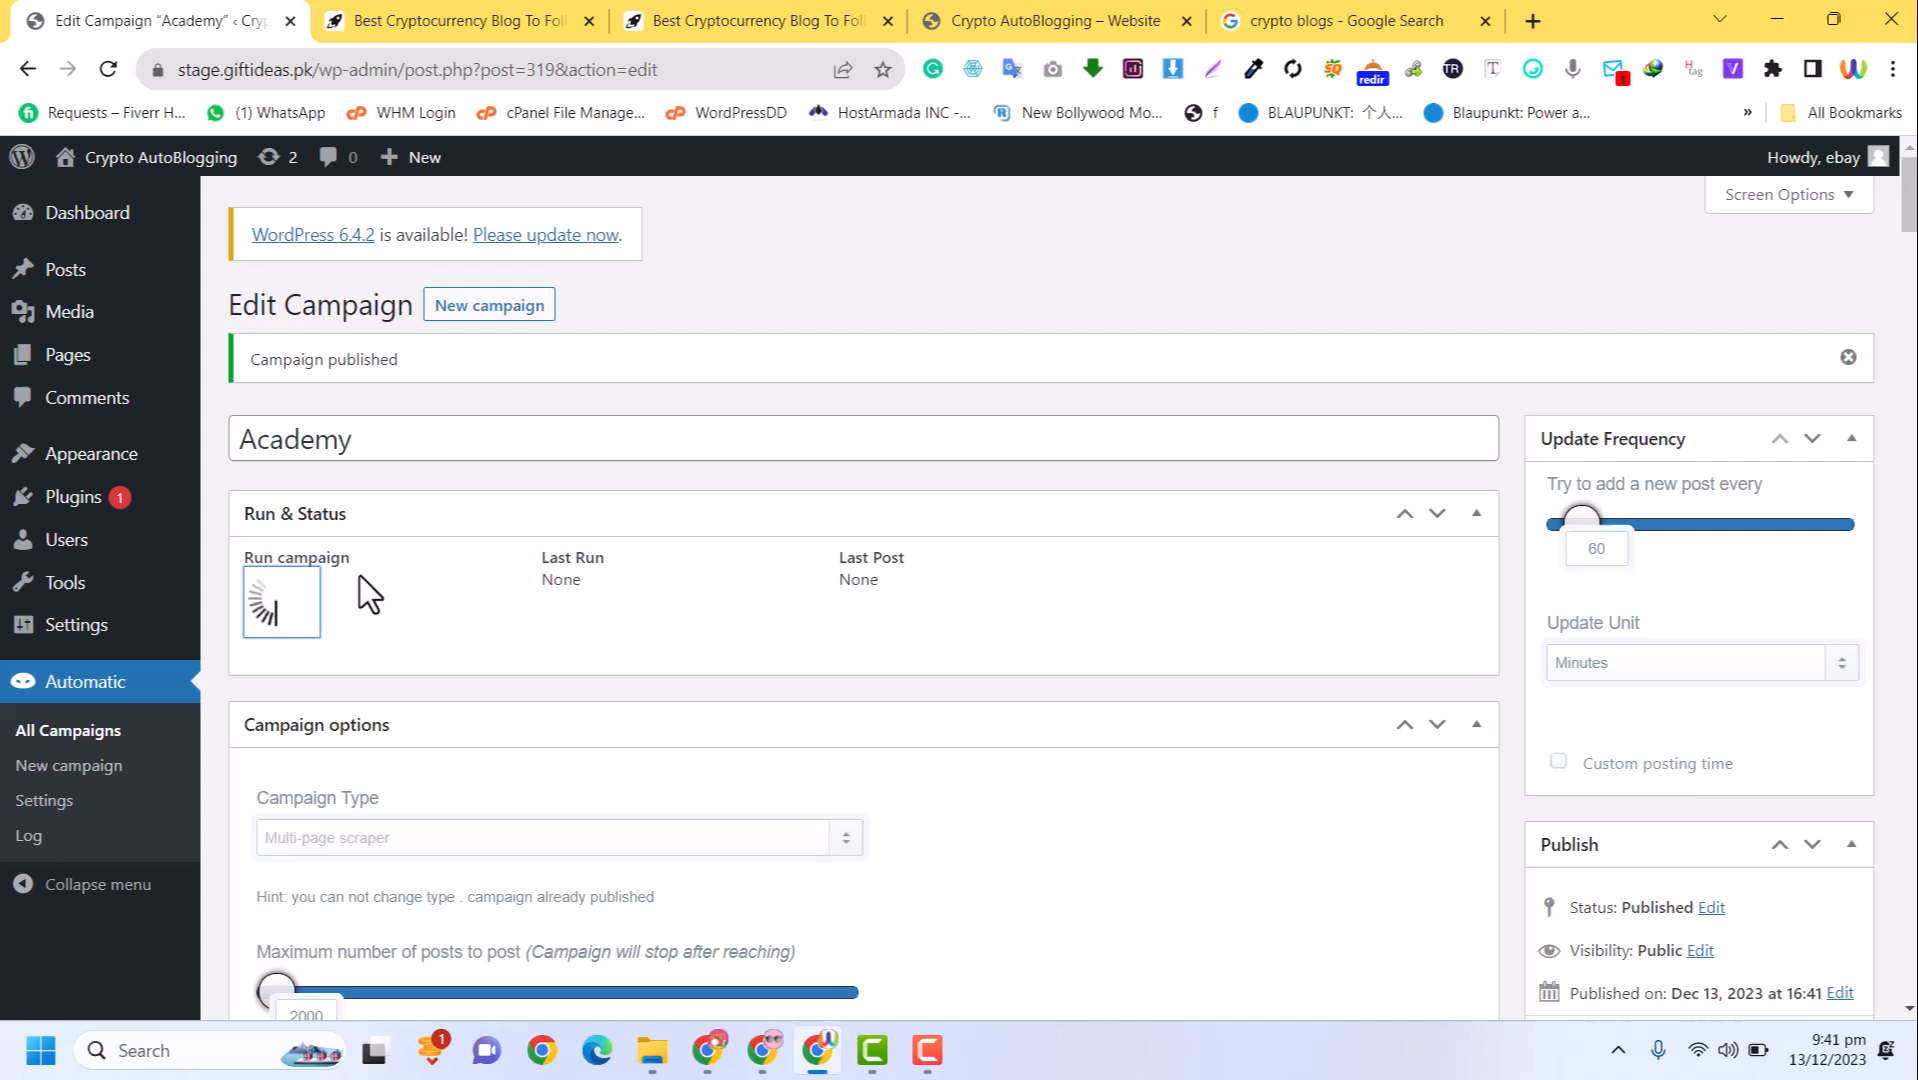 Edit Campaign “Academy” ‹ Cryp
Best Cryptocurrency Blog To Foll
Best Cryptocurrency Blog To Foll
Crypto AutoBlogging – Website
crypto blogs - Google Search
stage.giftideas.pk/wp-admin/post.php?post=319&action=edit
redir
TR
1
Requests – Fiverr H...
(1) WhatsApp
WHM Login
cPanel File Manage...
WordPressDD
HostArmada INC -...
New Bollywood Mo...
f
BLAUPUNKT: 个人...
Blaupunkt: Power a...
»
All Bookmarks
Crypto AutoBlogging
2
0
New
Howdy, ebay
Screen Options
Dashboard
Posts
Media
Pages
Comments
Appearance
Plugins 1
Users
Tools
Settings
Automatic
All Campaigns
New campaign
Settings
Log
Collapse menu
WordPress 6.4.2 is available! Please update now.
Edit Campaign
New campaign
Campaign published
Academy
Run & Status
Run campaign
Last Run
None
Last Post
None
Campaign options
Campaign Type
Multi-page scraper
Hint: you can not change type . campaign already published
Maximum number of posts to post (Campaign will stop after reaching)
2000
Update Frequency
Try to add a new post every
60
Update Unit
Minutes
Custom posting time
Publish
Status: Published Edit
Visibility: Public Edit
Published on: Dec 13, 2023 at 16:41 Edit
Search
1
9:41 pm
13/12/2023